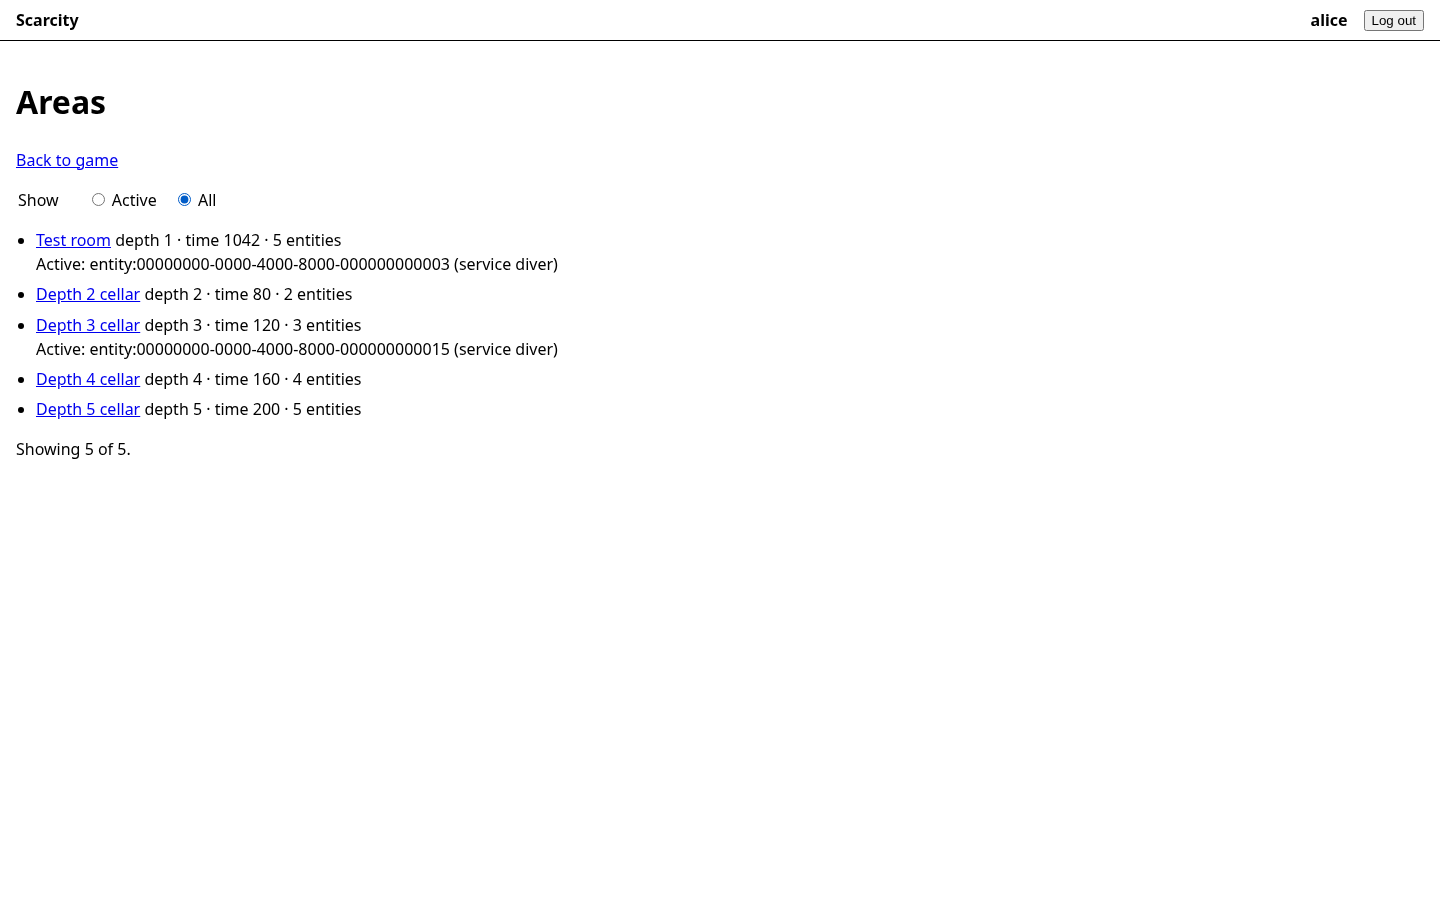 Scarcity
alice
Log out
Areas
Back to game
Show
Active
All
Test room depth 1 · time 1042 · 5 entities
Active: entity:00000000-0000-4000-8000-000000000003 (service diver)
Depth 2 cellar depth 2 · time 80 · 2 entities
Depth 3 cellar depth 3 · time 120 · 3 entities
Active: entity:00000000-0000-4000-8000-000000000015 (service diver)
Depth 4 cellar depth 4 · time 160 · 4 entities
Depth 5 cellar depth 5 · time 200 · 5 entities
Showing 5 of 5.